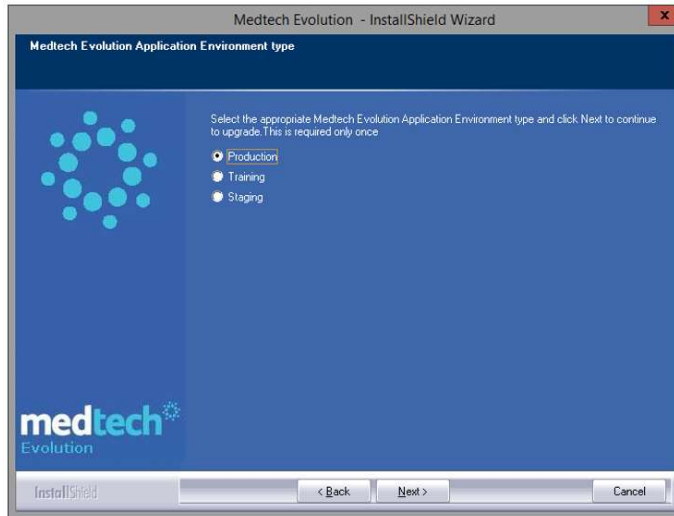 Medtech Evolution - InstallShield Wizard
x
Medtech Evolution Application Environment type
Select the appropriate Medtech Evolution Application Environment type and click Next to continue
to upgrade.This is required only once
Production
Training
Staging
medtech
Evolution
InstallShield
< Back
Next >
Cancel